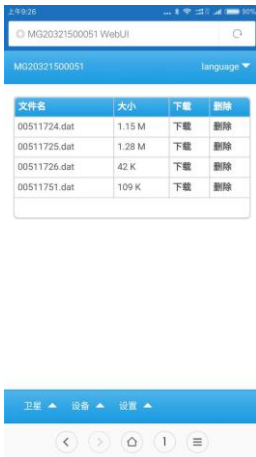 上午9:26 ... 90%
MG20321500051 WebUI
MG20321500051 language
文件名 大小 下载 删除
00511724.dat 1.15 M 下载 删除
00511725.dat 1.28 M 下载 删除
00511726.dat 42 K 下载 删除
00511751.dat 109 K 下载 删除
卫星 设备 设置
1